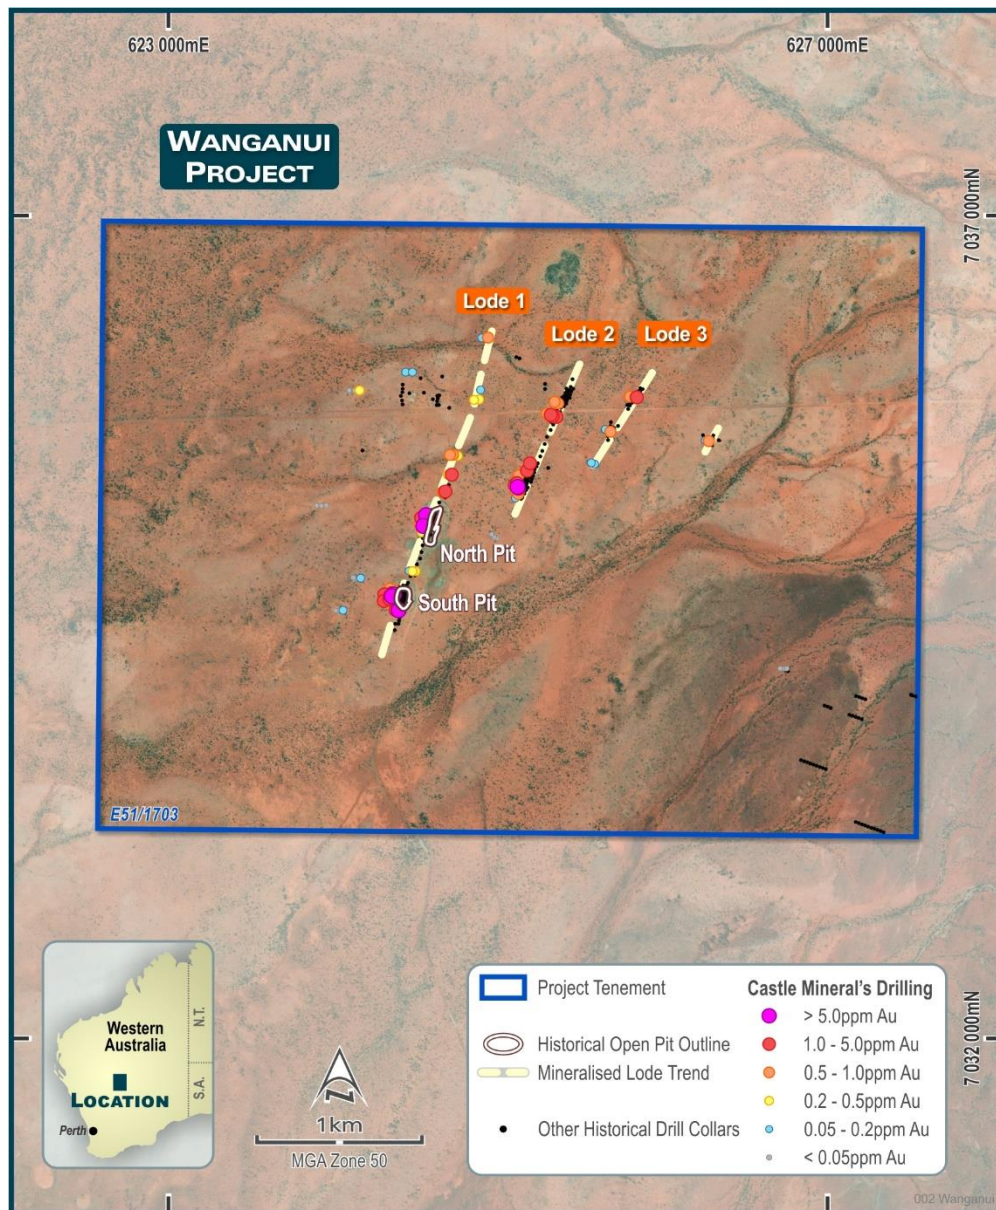 623 000mE
627 000mE
WANGANUI
PROJECT
7 037 000mN
Lode 1
Lode 2
Lode 3
North Pit
South Pit
E51/1703
7 032 000mN
Western
Australia
N.T.
S.A.
LOCATION
Perth
N
1km
MGA Zone 50
Project Tenement
Historical Open Pit Outline
Mineralised Lode Trend
Other Historical Drill Collars
Castle Mineral's Drilling
> 5.0ppm Au
1.0 - 5.0ppm Au
0.5 - 1.0ppm Au
0.2 - 0.5ppm Au
0.05 - 0.2ppm Au
< 0.05ppm Au
002 Wanganui